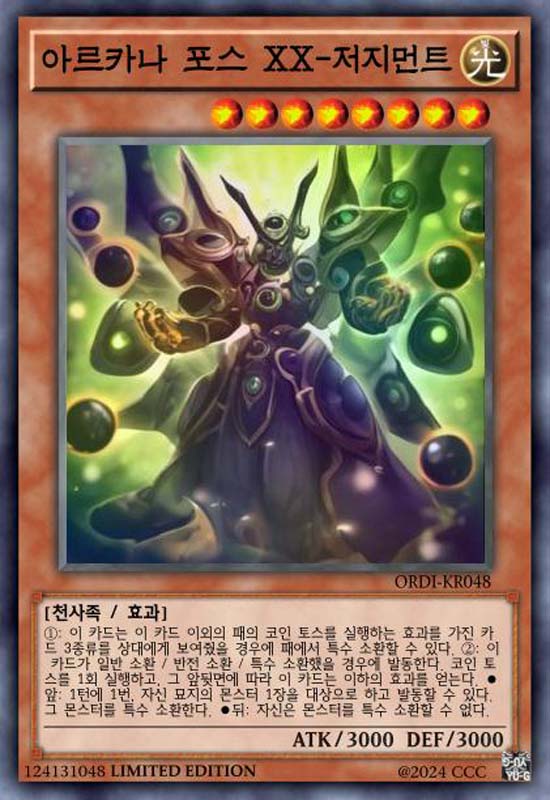 아르카나 포스 XX-저지먼트
光
ORDI-KR048
[천사족 / 효과]
①: 이 카드는 이 카드 이외의 패의 코인 토스를 실행하는 효과를 가진 카
드 3종류를 상대에게 보여줬을 경우에 패에서 특수 소환할 수 있다. ②: 이
카드가 일반 소환 / 반전 소환 / 특수 소환했을 경우에 발동한다. 코인 토
스를 1회 실행하고, 그 앞뒷면에 따라 이 카드는 이하의 효과를 얻는다. ●
앞: 1턴에 1번, 자신 묘지의 몬스터 1장을 대상으로 하고 발동할 수 있다.
그 몬스터를 특수 소환한다. ●뒤: 자신은 몬스터를 특수 소환할 수 없다.
ATK/3000 DEF/3000
124131048 LIMITED EDITION
@2024 CCC